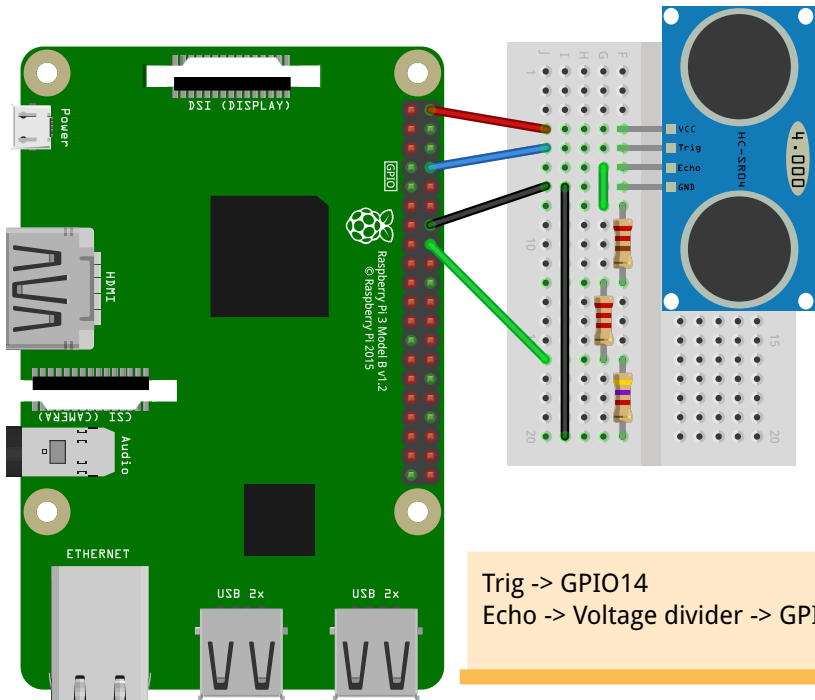 DSI (DISPLAY)
Power
GPIO
HDMI
Raspberry Pi 3 Model B v1.2
© Raspberry Pi 2015
CSI (CAMERA)
Audio
ETHERNET
USB 2x
USB 2x
J I H G F
1
10
15
20
15
20
VCC
Trig
Echo
GND
HC-SR04
4.000
Trig -> GPIO14
Echo -> Voltage divider -> GPI